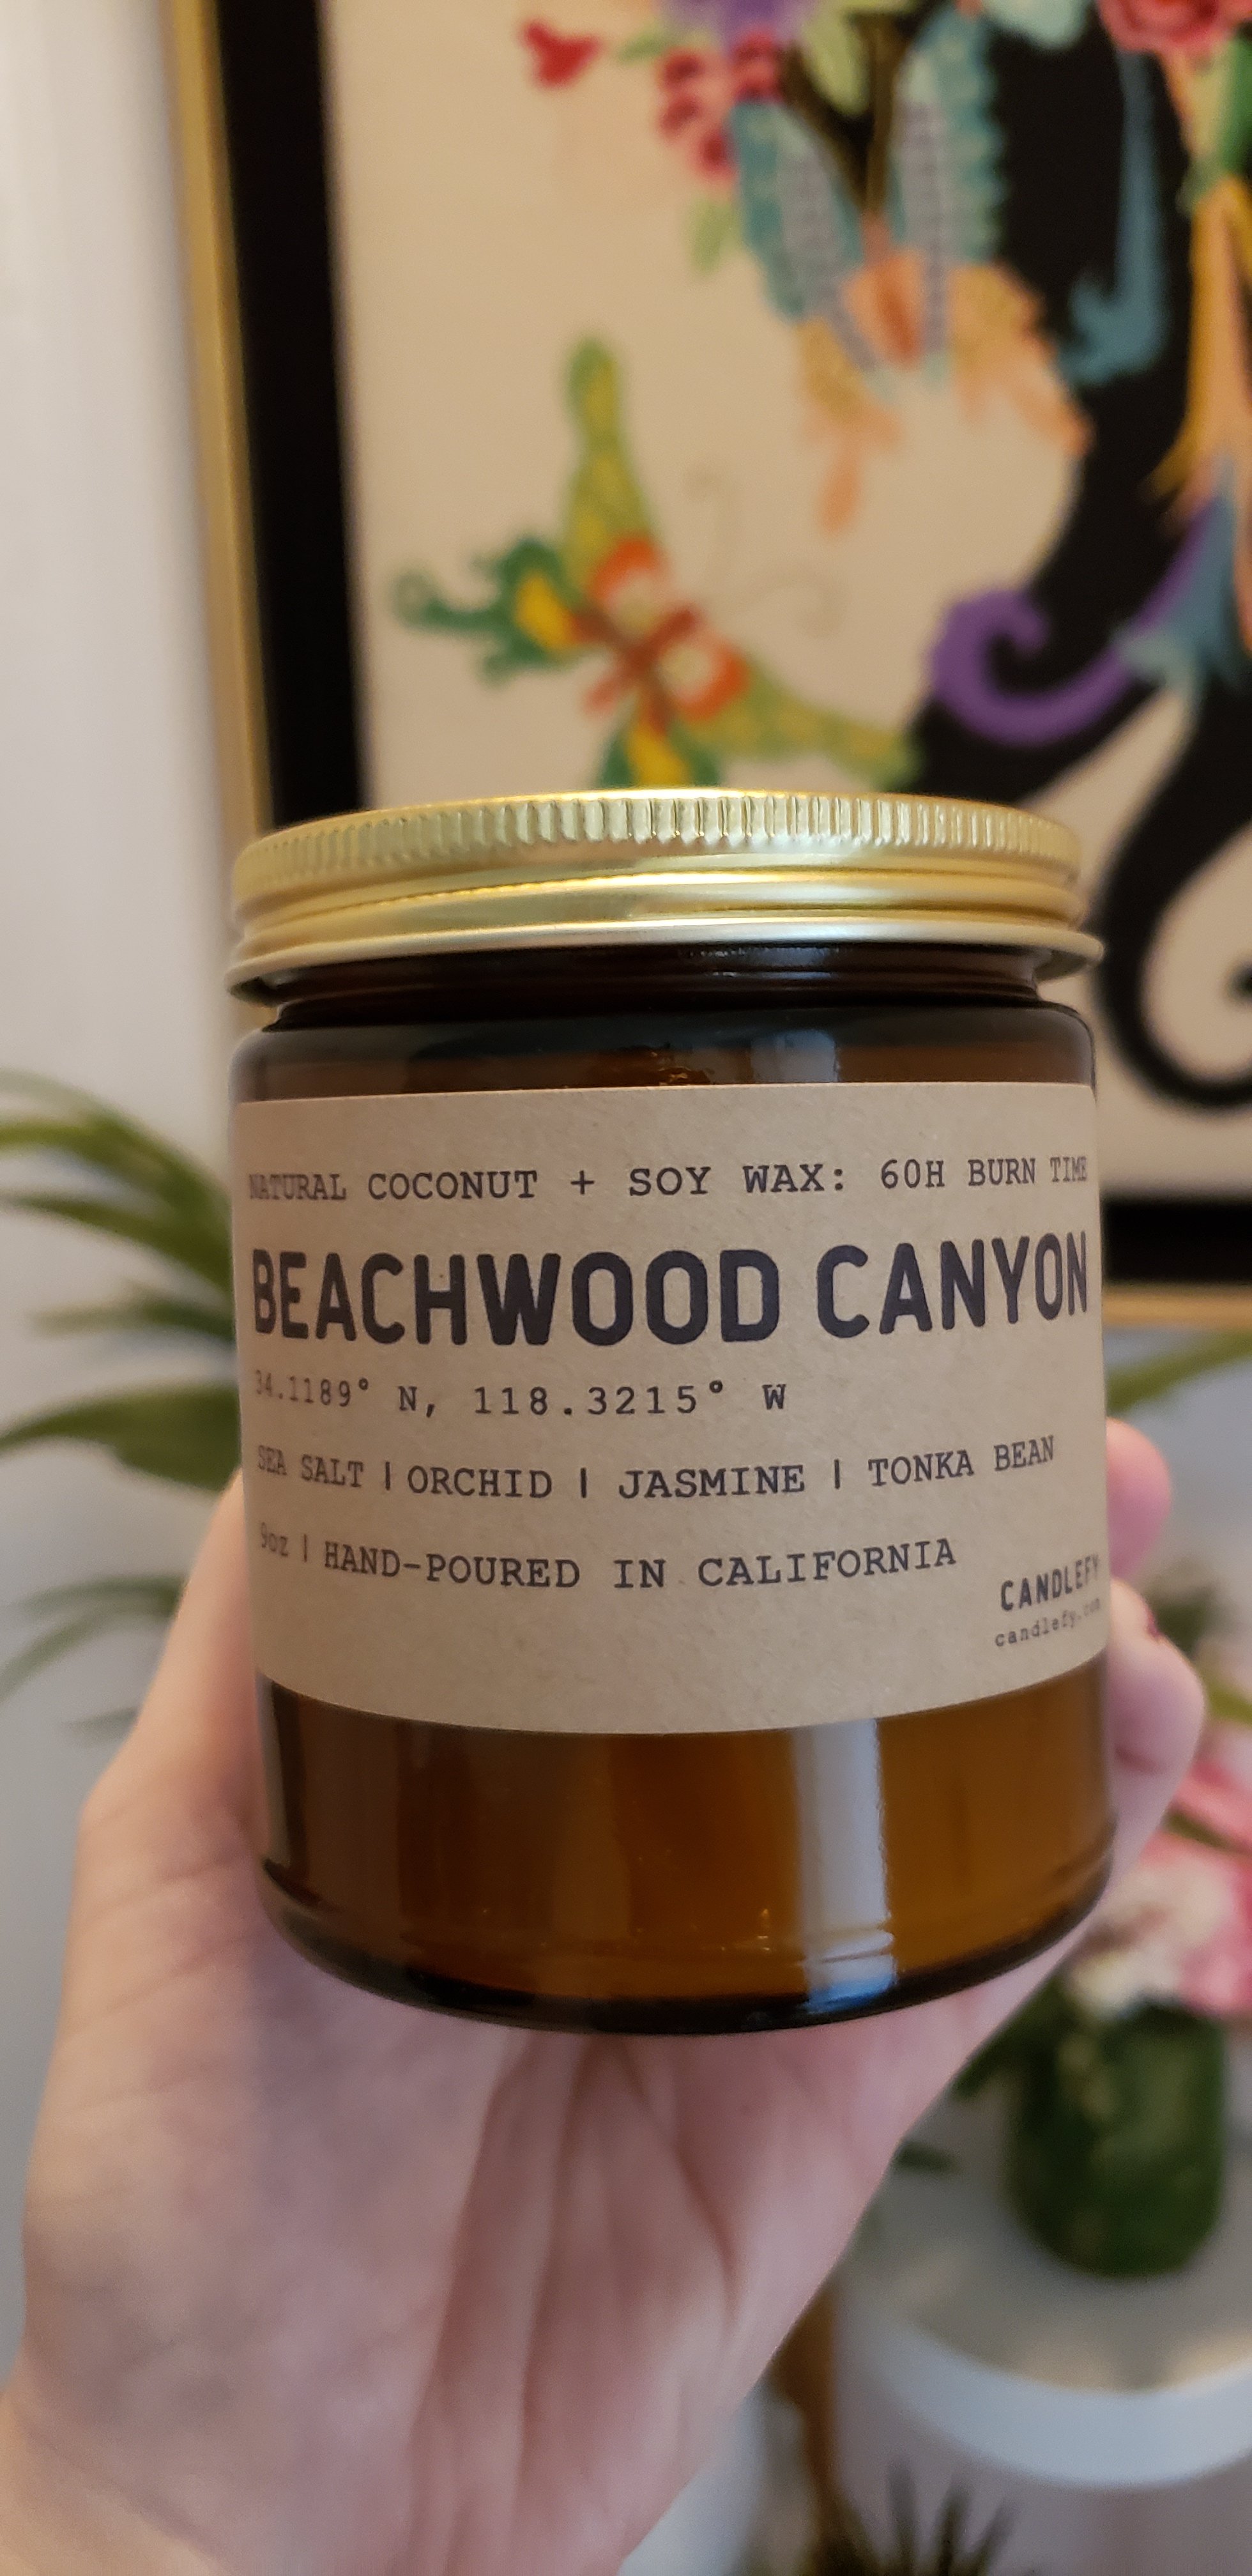 NATURAL COCONUT + SOY WAX: 60H BURN TIME
BEACHWOOD CANYON
34.1189° N, 118.3215° W
SEA SALT | ORCHID | JASMINE | TONKA BEAN
9oz | HAND-POURED IN CALIFORNIA
CANDLEFY
candlefy.com